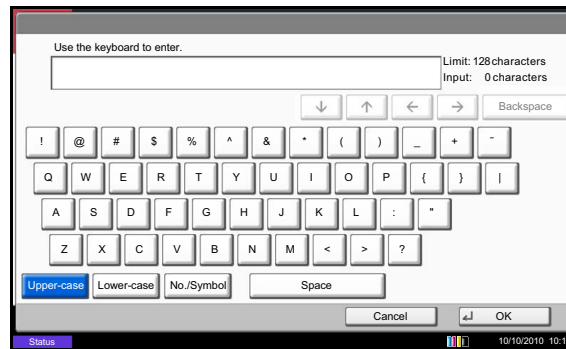 Use the keyboard to enter.
Limit: 128 characters
Input: 0 characters
↓ ↑ ← → Backspace
! @ # $ % ^ & * ( ) _ + ~
Q W E R T Y U I O P { } |
A S D F G H J K L : "
Z X C V B N M < > ?
Upper-case Lower-case No./Symbol Space
Cancel ↵ OK
Status 10/10/2010 10:1